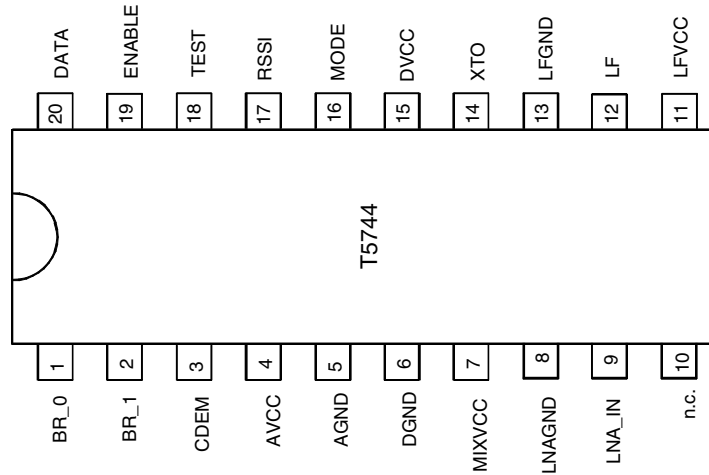 DATA
ENABLE
TEST
RSSI
MODE
DVCC
XTO
LFGND
LF
LFVCC
20
19
18
17
16
15
14
13
12
11
T5744
1
2
3
4
5
6
7
8
9
10
BR_0
BR_1
CDEM
AVCC
AGND
DGND
MIXVCC
LNAGND
LNA_IN
n.c.